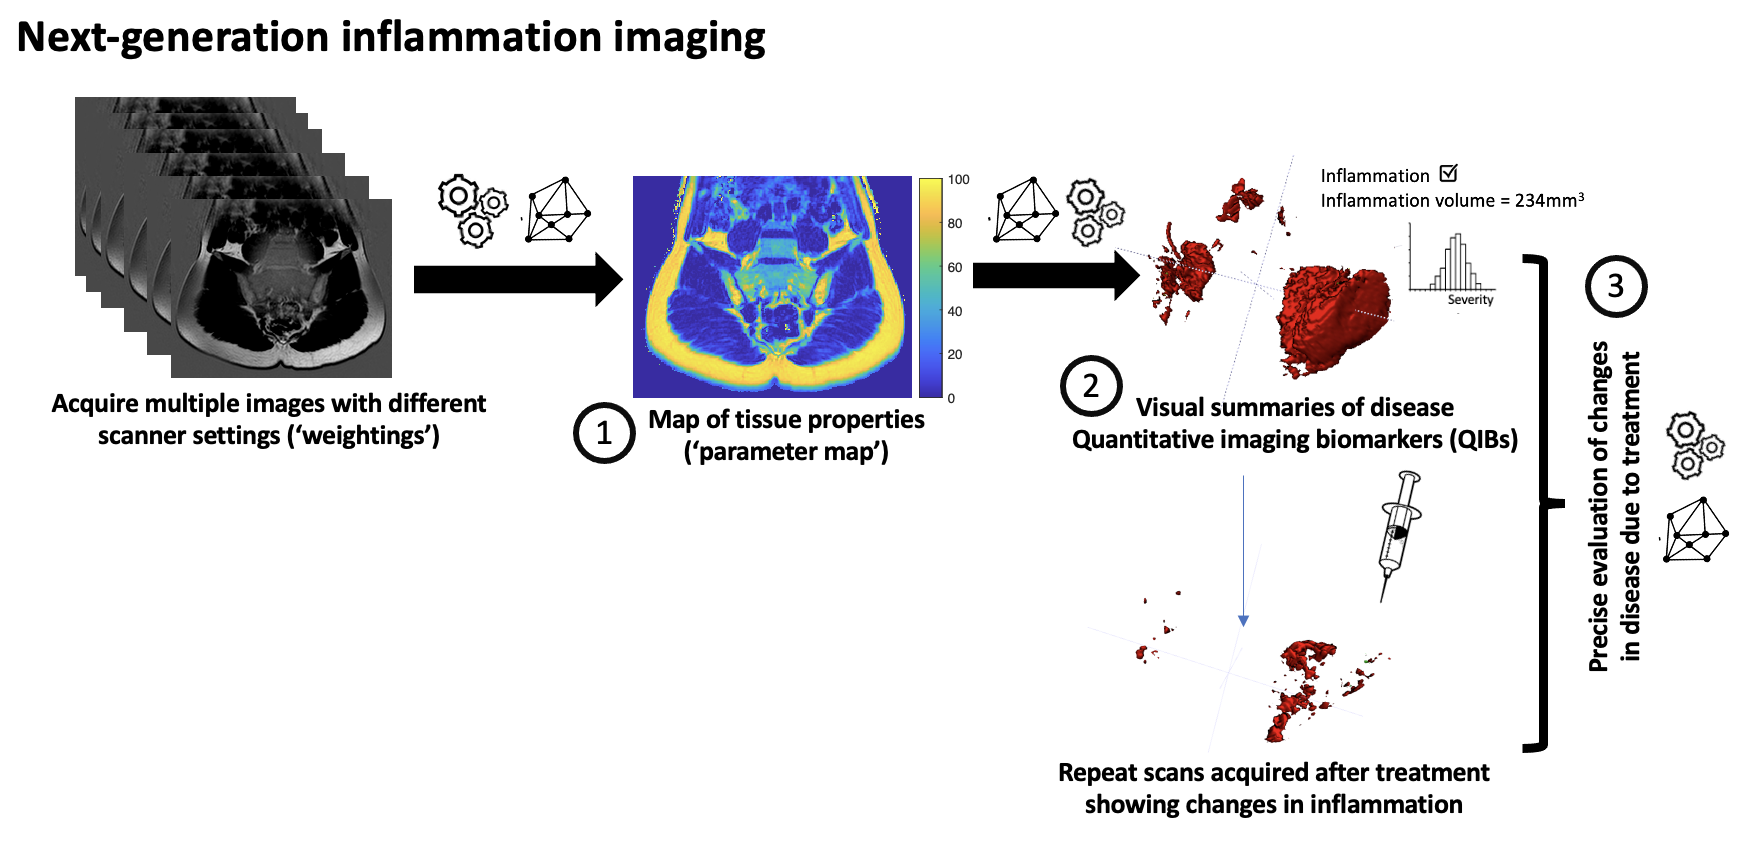 Next-generation inflammation imaging
Acquire multiple images with different
scanner settings (‘weightings’)
100
80
60
40
20
0
1
Map of tissue properties
(‘parameter map’)
Inflammation
Inflammation volume = 234mm³
Severity
2
Visual summaries of disease
Quantitative imaging biomarkers (QIBs)
Repeat scans acquired after treatment
showing changes in inflammation
3
Precise evaluation of changes
in disease due to treatment